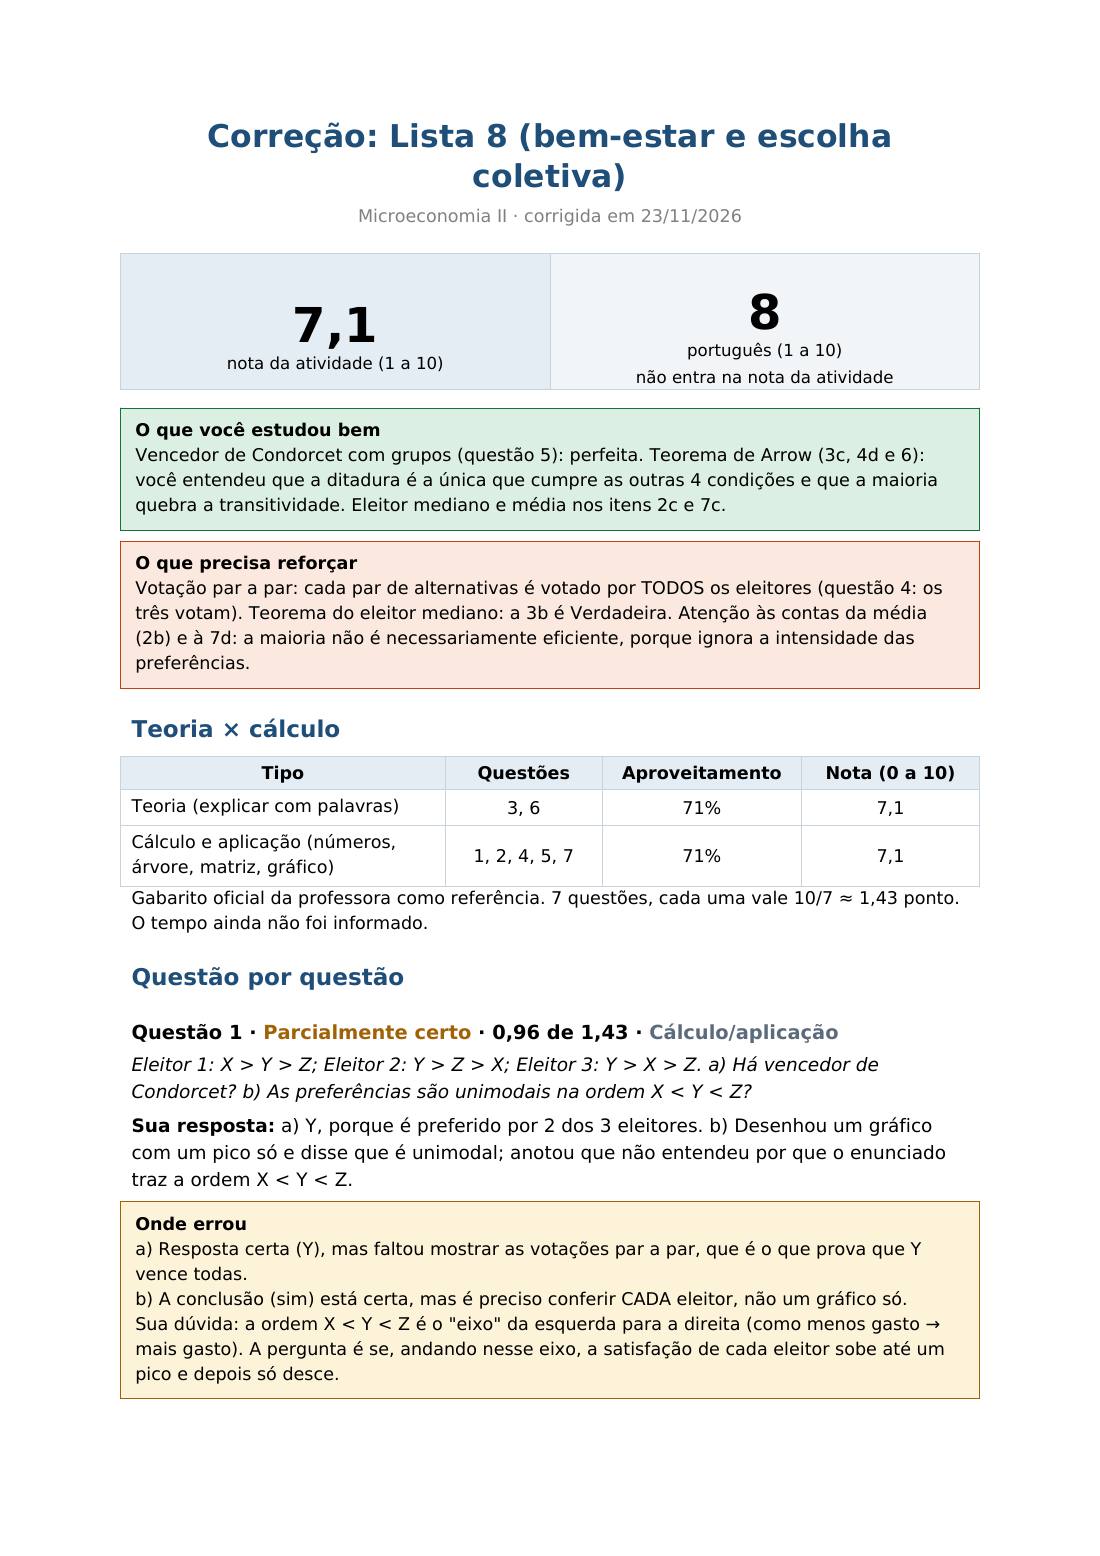 Correção: Lista 8 (bem-estar e escolha
coletiva)
Microeconomia II · corrigida em 23/11/2026
7,1
nota da atividade (1 a 10)
8
português (1 a 10)
não entra na nota da atividade
O que você estudou bem
Vencedor de Condorcet com grupos (questão 5): perfeita. Teorema de Arrow (3c, 4d e 6):
você entendeu que a ditadura é a única que cumpre as outras 4 condições e que a maioria
quebra a transitividade. Eleitor mediano e média nos itens 2c e 7c.
O que precisa reforçar
Votação par a par: cada par de alternativas é votado por TODOS os eleitores (questão 4: os
três votam). Teorema do eleitor mediano: a 3b é Verdadeira. Atenção às contas da média
(2b) e à 7d: a maioria não é necessariamente eficiente, porque ignora a intensidade das
preferências.
Teoria × cálculo
Tipo Questões Aproveitamento Nota (0 a 10)
Teoria (explicar com palavras) 3, 6 71% 7,1
Cálculo e aplicação (números,
árvore, matriz, gráfico) 1, 2, 4, 5, 7 71% 7,1
Gabarito oficial da professora como referência. 7 questões, cada uma vale 10/7 ≈ 1,43 ponto.
O tempo ainda não foi informado.
Questão por questão
Questão 1 · Parcialmente certo · 0,96 de 1,43 · Cálculo/aplicação
Eleitor 1: X > Y > Z; Eleitor 2: Y > Z > X; Eleitor 3: Y > X > Z. a) Há vencedor de
Condorcet? b) As preferências são unimodais na ordem X < Y < Z?
Sua resposta: a) Y, porque é preferido por 2 dos 3 eleitores. b) Desenhou um gráfico
com um pico só e disse que é unimodal; anotou que não entendeu por que o enunciado
traz a ordem X < Y < Z.
Onde errou
a) Resposta certa (Y), mas faltou mostrar as votações par a par, que é o que prova que Y
vence todas.
b) A conclusão (sim) está certa, mas é preciso conferir CADA eleitor, não um gráfico só.
Sua dúvida: a ordem X < Y < Z é o "eixo" da esquerda para a direita (como menos gasto →
mais gasto). A pergunta é se, andando nesse eixo, a satisfação de cada eleitor sobe até um
pico e depois só desce.